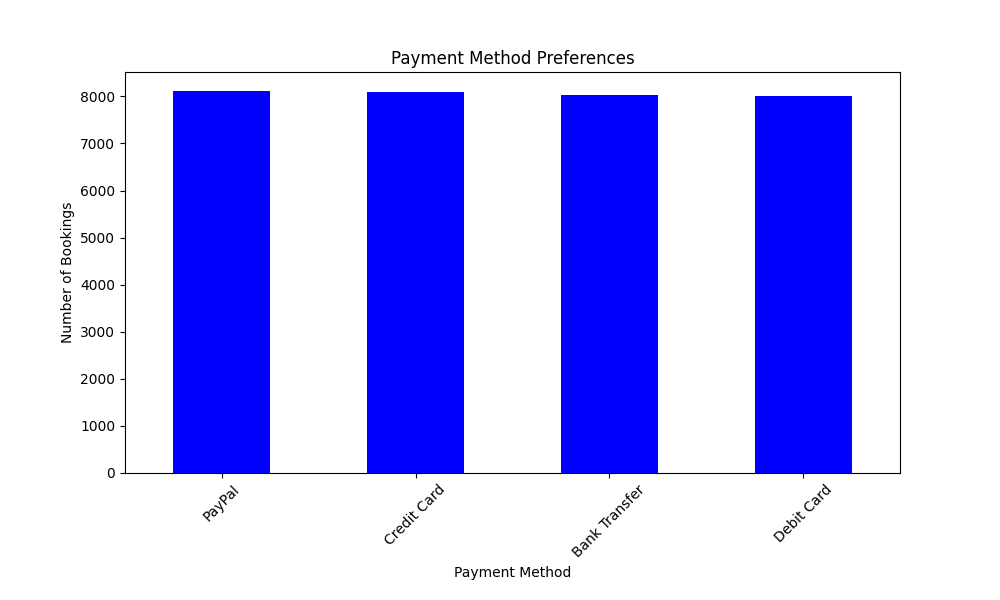 Payment Method Preferences
8000
7000
6000
5000
4000
3000
2000
1000
0
Number of Bookings
PayPal
Credit Card
Bank Transfer
Debit Card
Payment Method